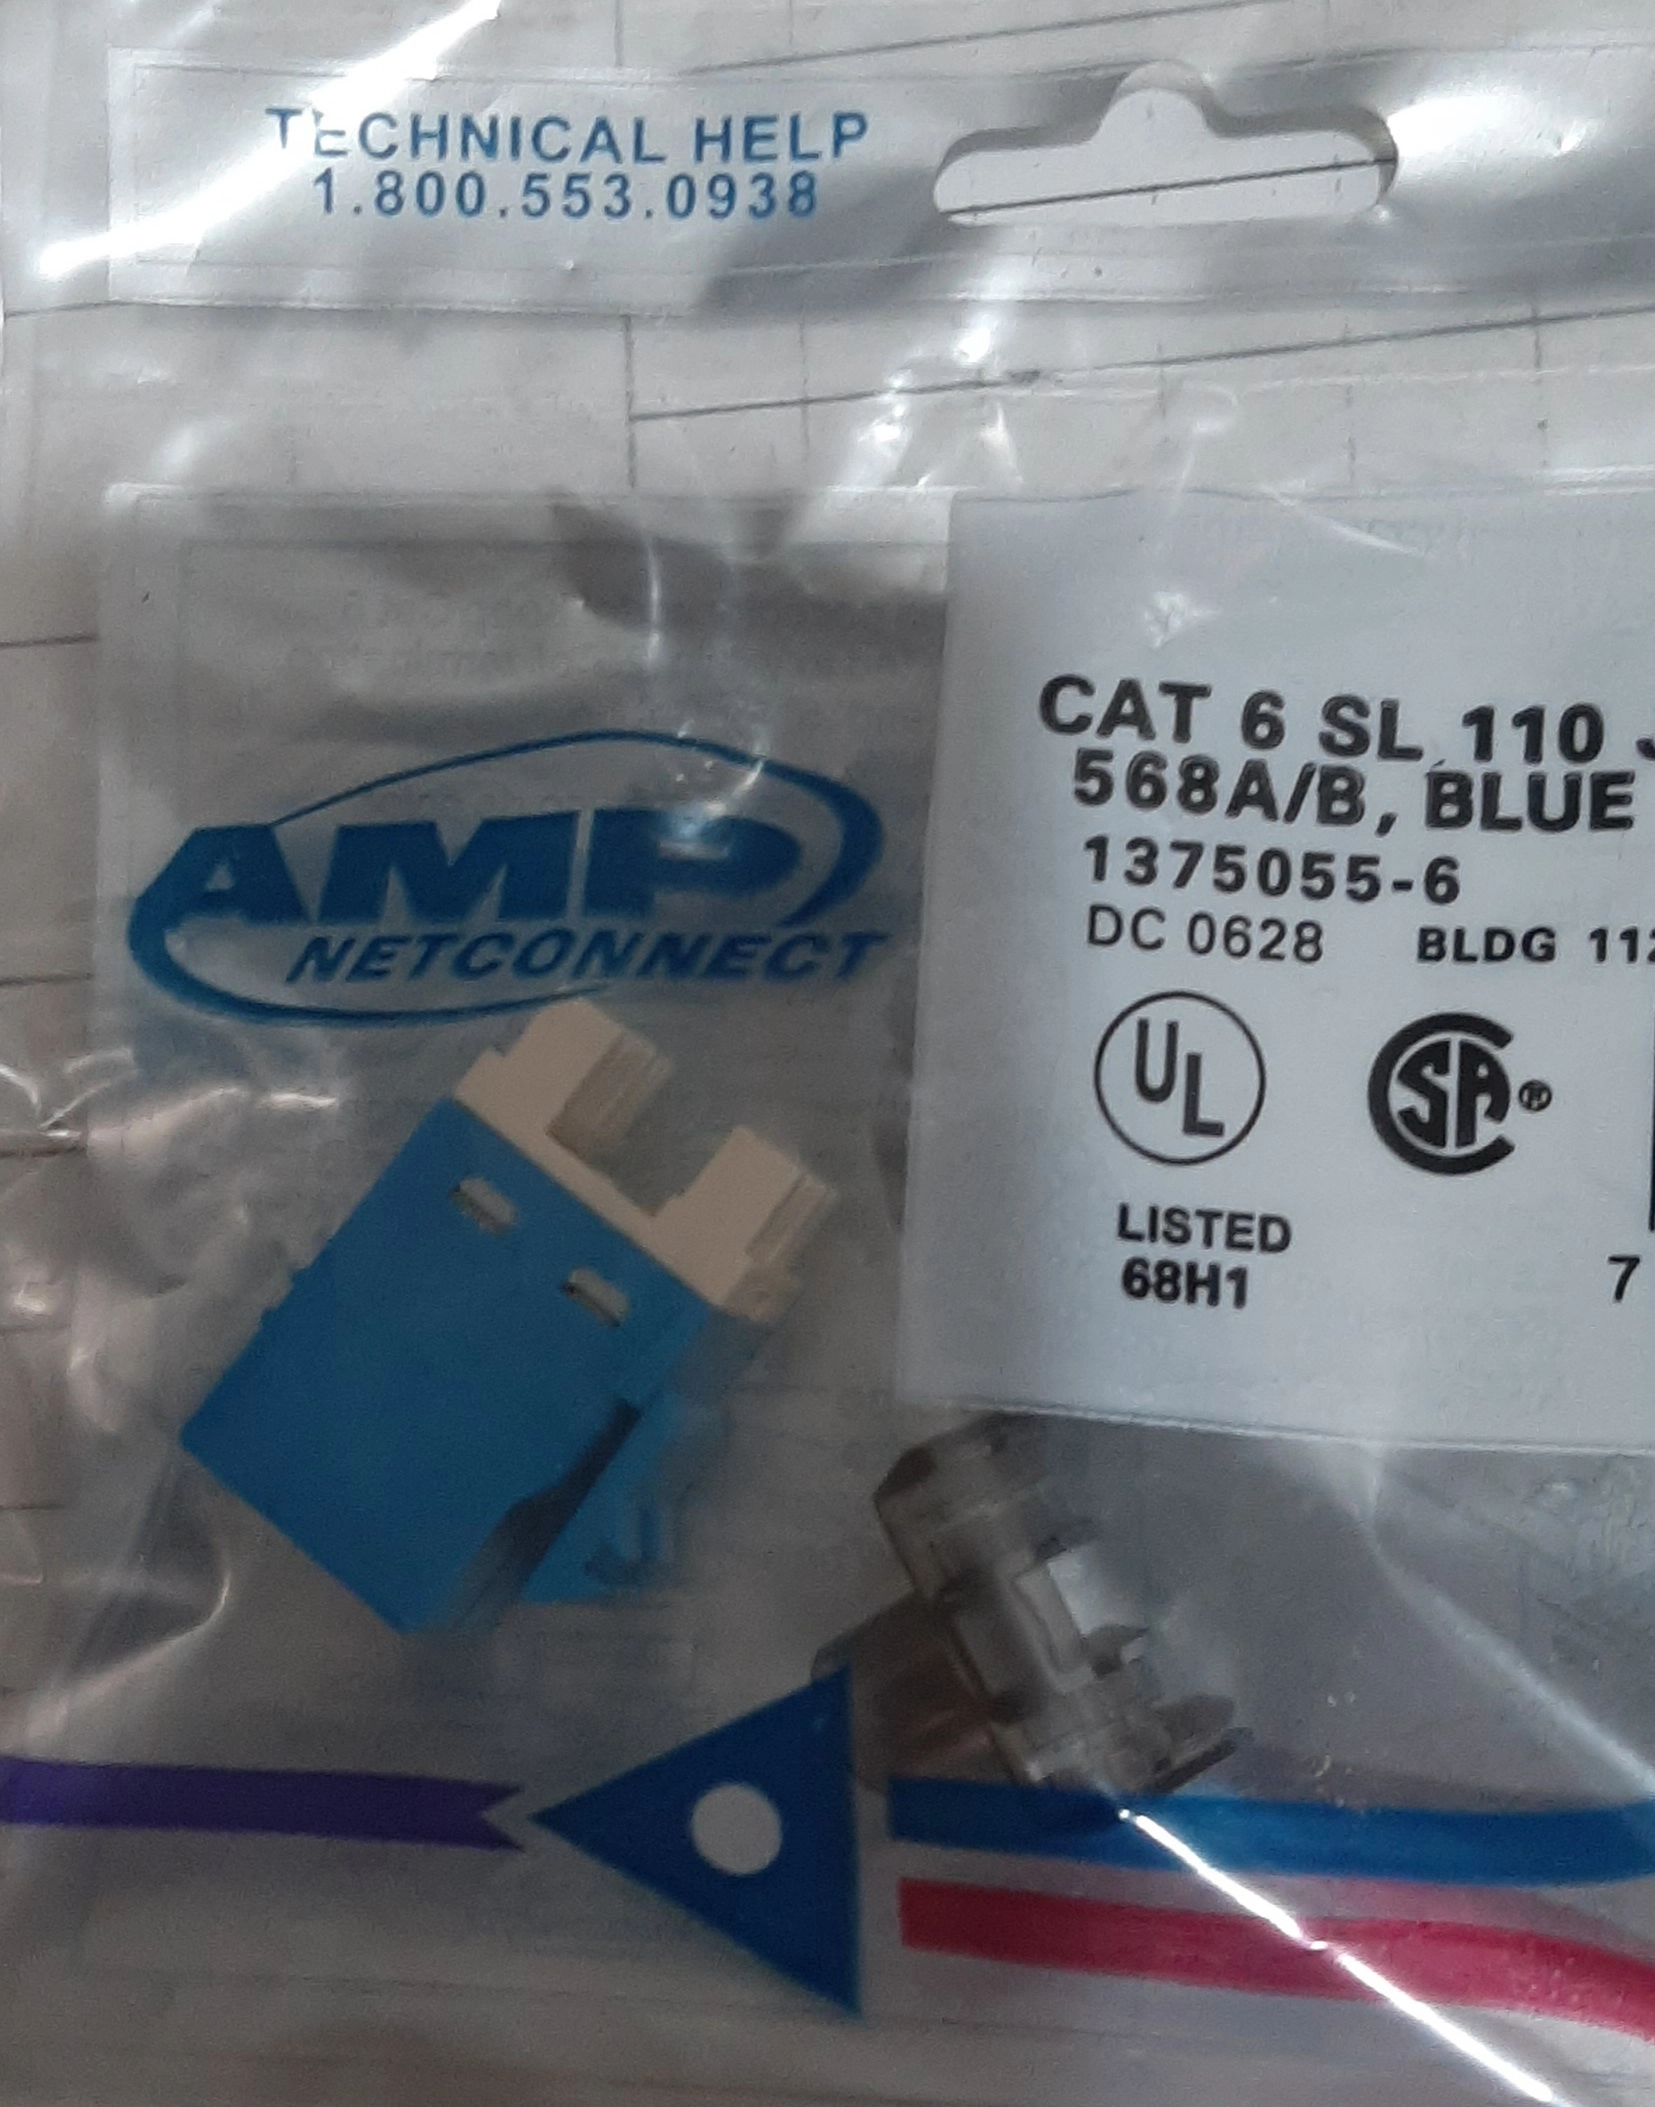 TECHNICAL HELP
1.800.553.0938
AMP
NETCONNECT
CAT 6 SL 110
568A/B, BLUE
1375055-6
DC 0628 BLDG 112
UL
SA®
LISTED
68H1
7